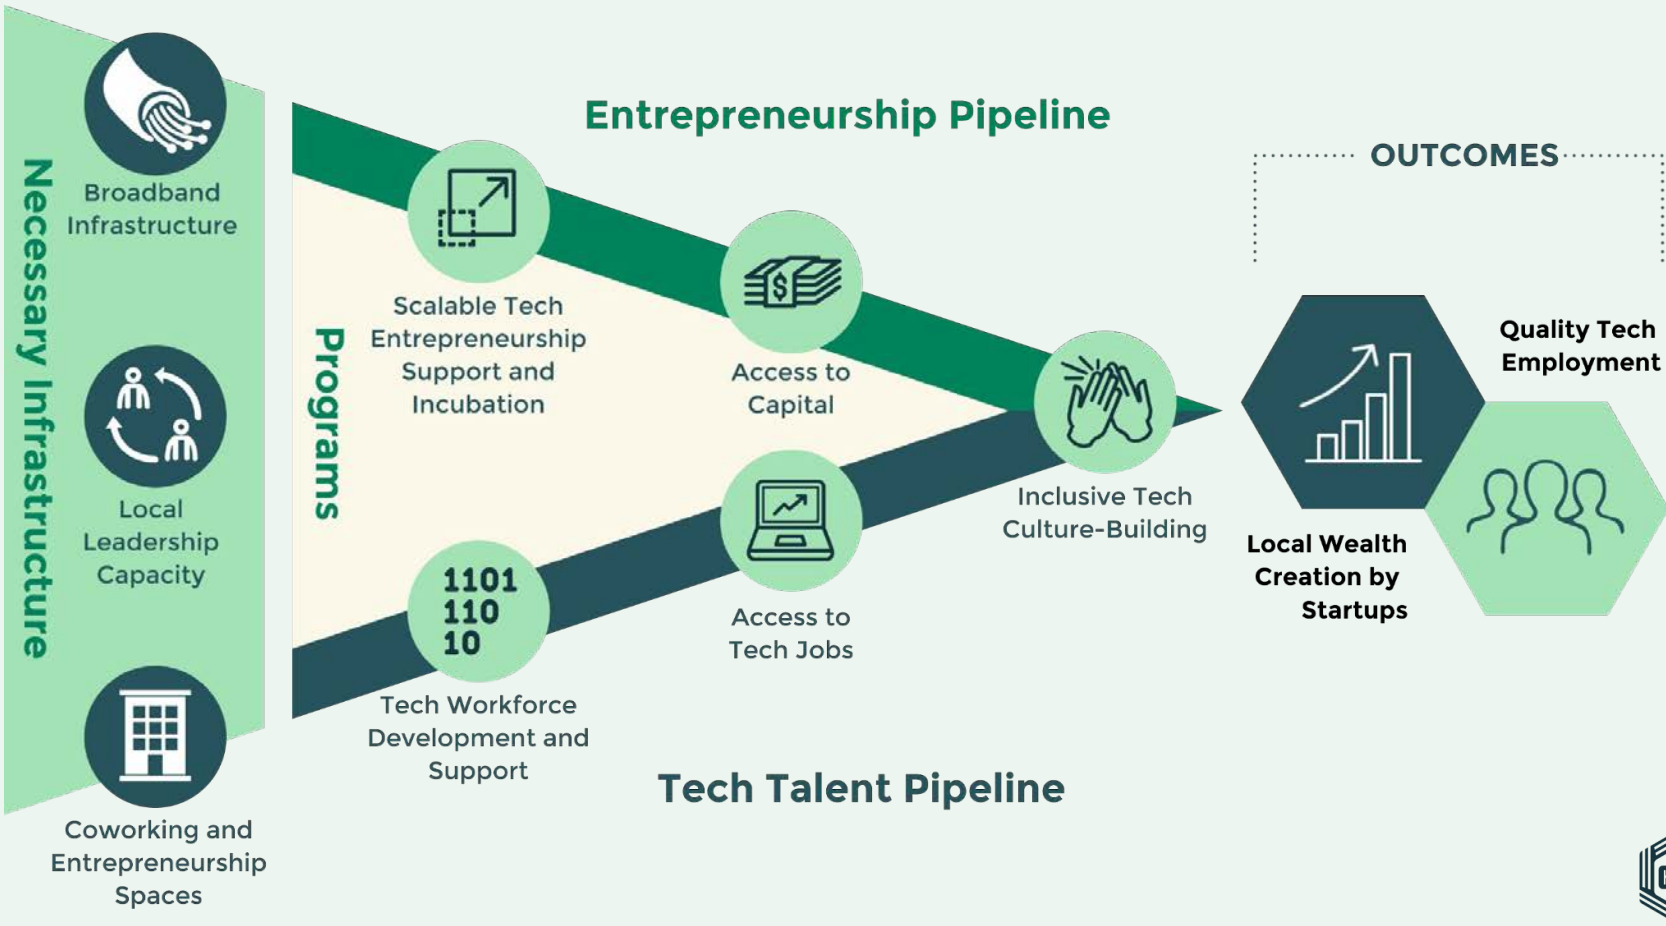 Necessary Infrastructure
Broadband
Infrastructure
Local
Leadership
Capacity
Coworking and
Entrepreneurship
Spaces
Programs
Entrepreneurship Pipeline
Scalable Tech
Entrepreneurship
Support and
Incubation
Access to
Capital
$
Inclusive Tech
Culture-Building
1101
110
10
Tech Workforce
Development and
Support
Access to
Tech Jobs
Tech Talent Pipeline
OUTCOMES
Quality Tech
Employment
Local Wealth
Creation by
Startups